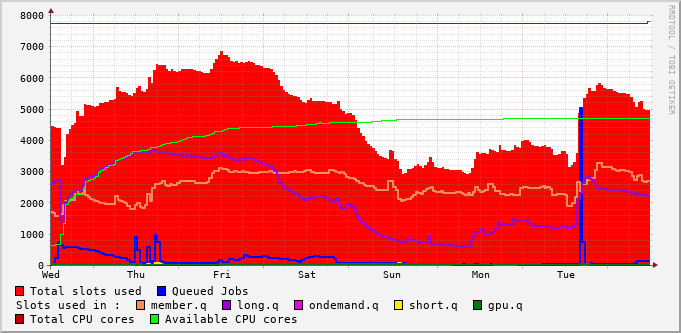 8000
7000
6000
5000
4000
3000
2000
1000
0
Wed Thu Fri Sat Sun Mon Tue
RRDTOOL / TOBI OETIKER
Total slots used Queued Jobs
Slots used in : member.q long.q ondemand.q short.q gpu.q
Total CPU cores Available CPU cores